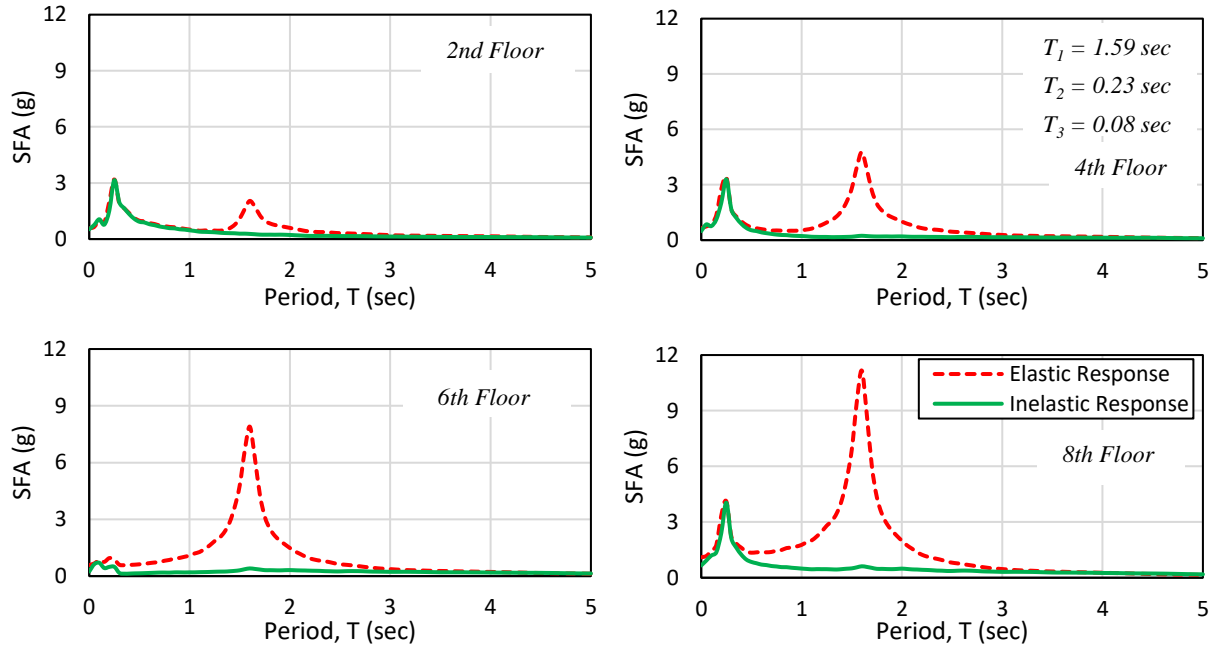 12
9
6
3
0
SFA (g)
2nd Floor
0 1 2 3 4 5
Period, T (sec)
12
9
6
3
0
SFA (g)
T1 = 1.59 sec
T2 = 0.23 sec
T3 = 0.08 sec
4th Floor
0 1 2 3 4 5
Period, T (sec)
12
9
6
3
0
SFA (g)
6th Floor
0 1 2 3 4 5
Period, T (sec)
12
9
6
3
0
SFA (g)
Elastic Response
Inelastic Response
8th Floor
0 1 2 3 4 5
Period, T (sec)